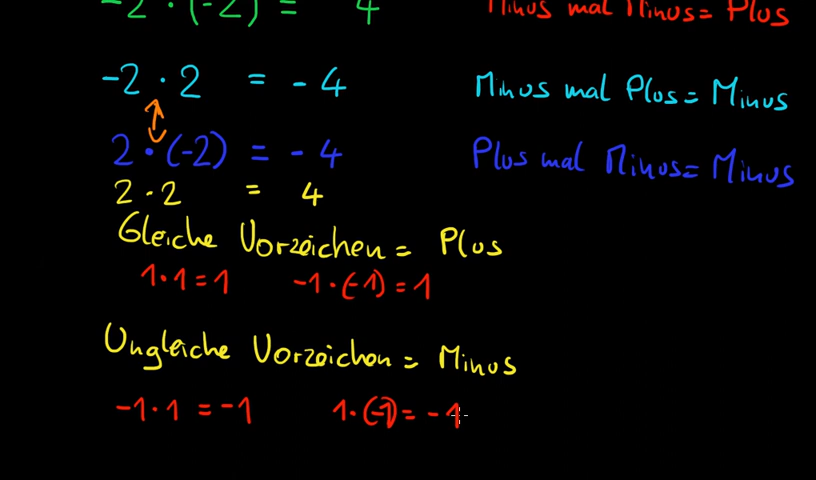 -2 · (-2) = 4 Minus mal Minus = Plus
-2 · 2 = - 4 Minus mal Plus = Minus
2 · (-2) = - 4 Plus mal Minus = Minus
2 · 2 = 4
Gleiche Vorzeichen = Plus
1 · 1 = 1 -1 · (-1) = 1
Ungleiche Vorzeichen = Minus
-1 · 1 = -1 1 · (-1) = - 1